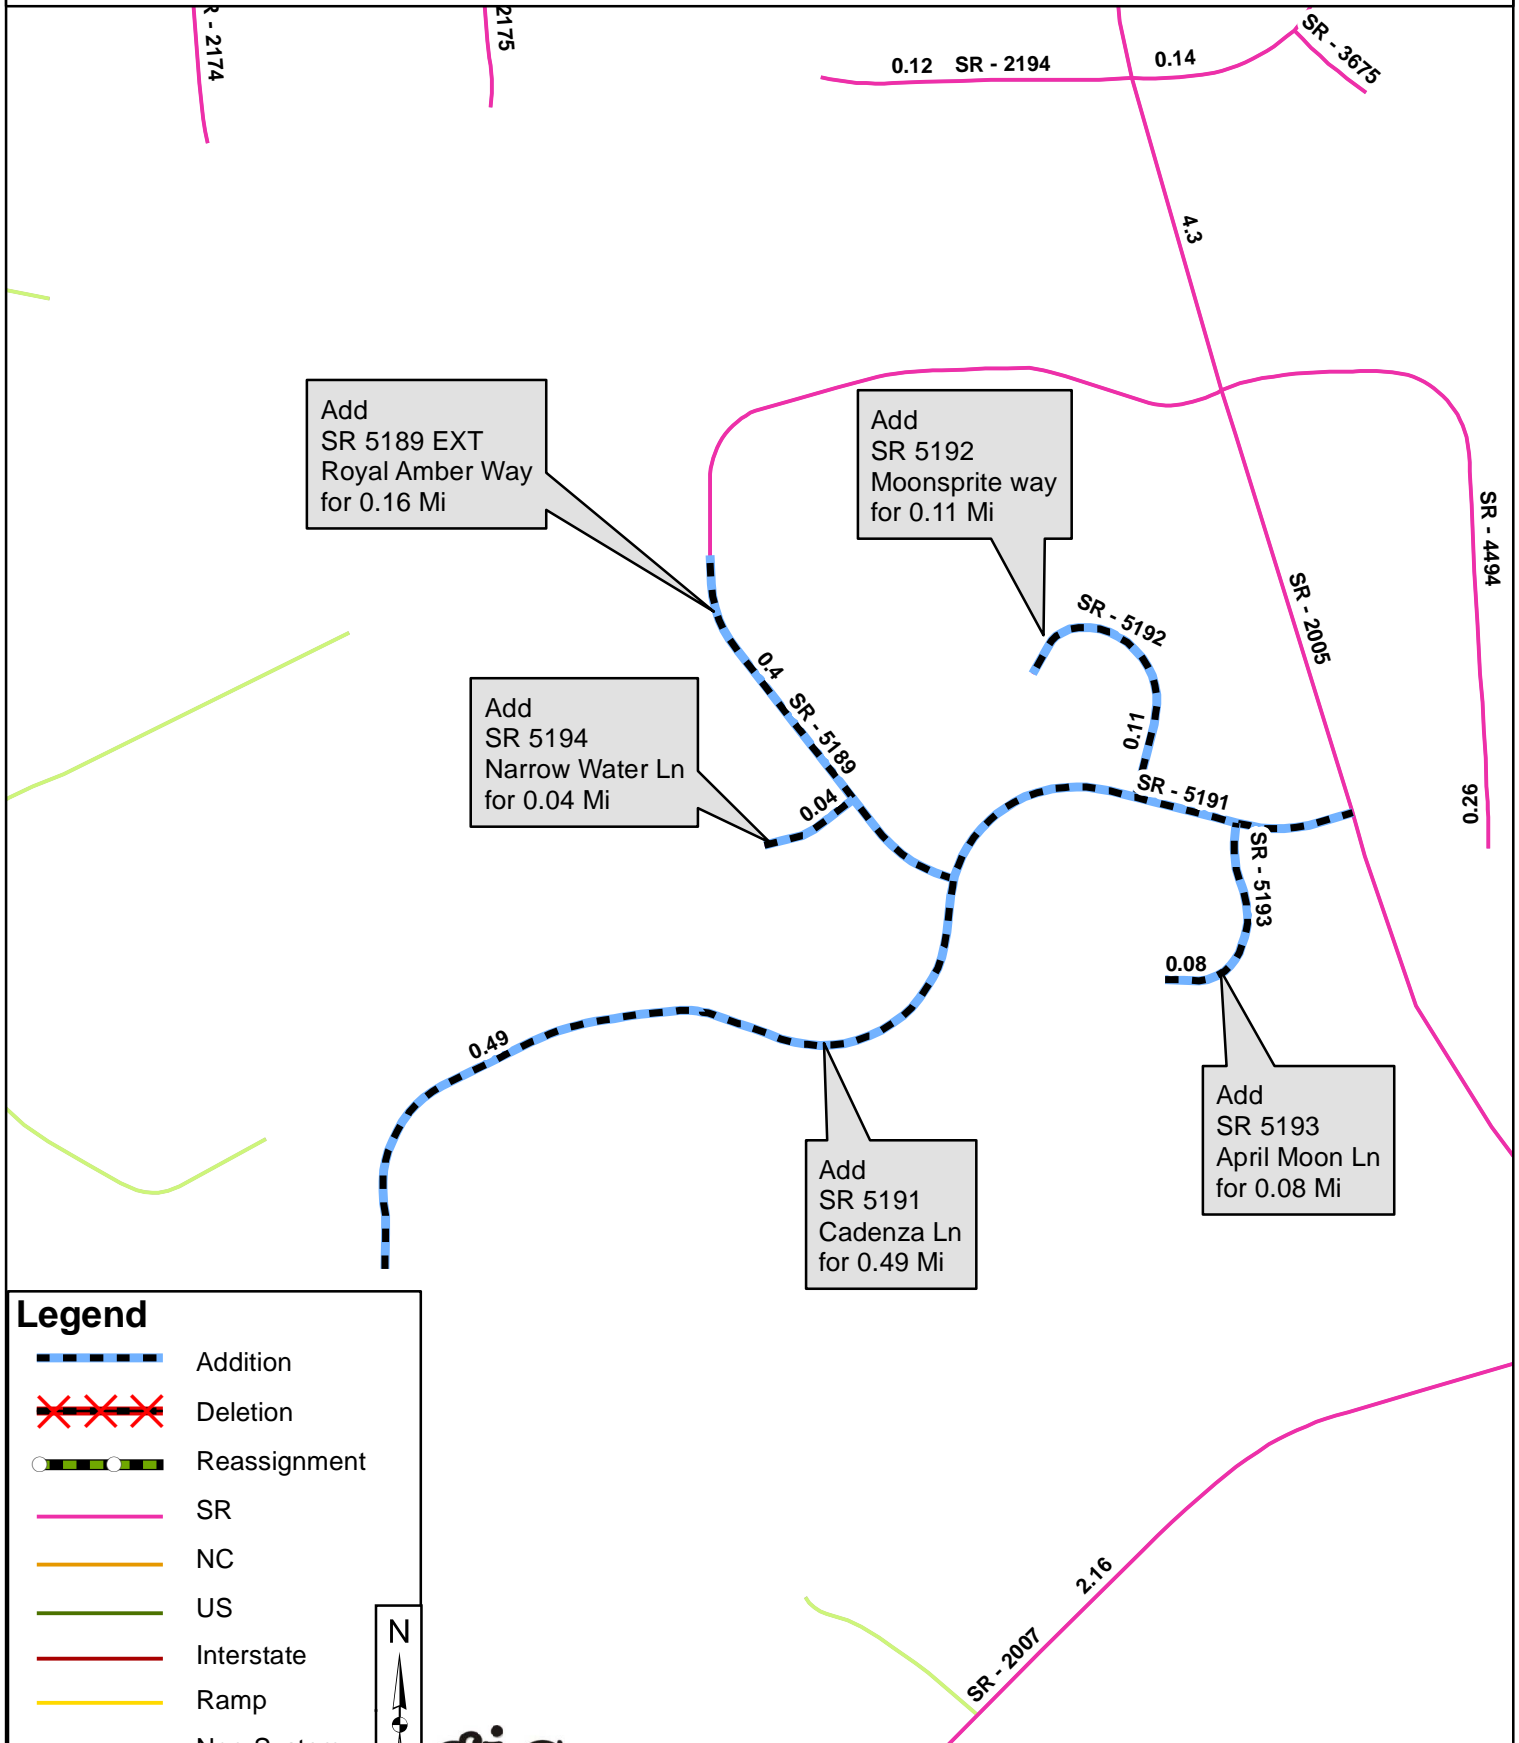 R - 2174
2175
0.12
SR - 2194
0.14
SR - 3675
4.3
Add
SR 5189 EXT
Royal Amber Way
for 0.16 Mi
Add
SR 5192
Moonsprite way
for 0.11 Mi
SR - 4494
SR - 2005
SR - 5192
0.4
SR - 5189
0.11
Add
SR 5194
Narrow Water Ln
for 0.04 Mi
0.04
SR - 5191
0.26
SR - 5193
0.08
0.49
Add
SR 5193
April Moon Ln
for 0.08 Mi
Add
SR 5191
Cadenza Ln
for 0.49 Mi
Legend
Addition
Deletion
Reassignment
SR
NC
US
Interstate
Ramp
N
2.16
SR - 2007